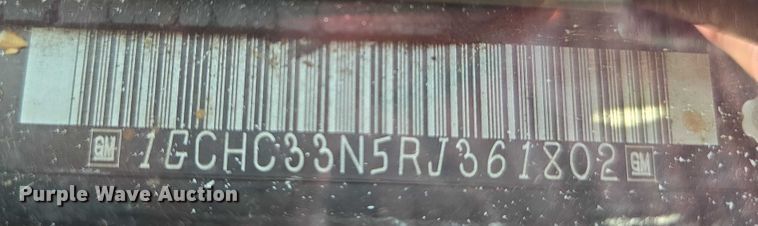 GM 1GCHC33N5RJ361802 GM
Purple Wave Auction